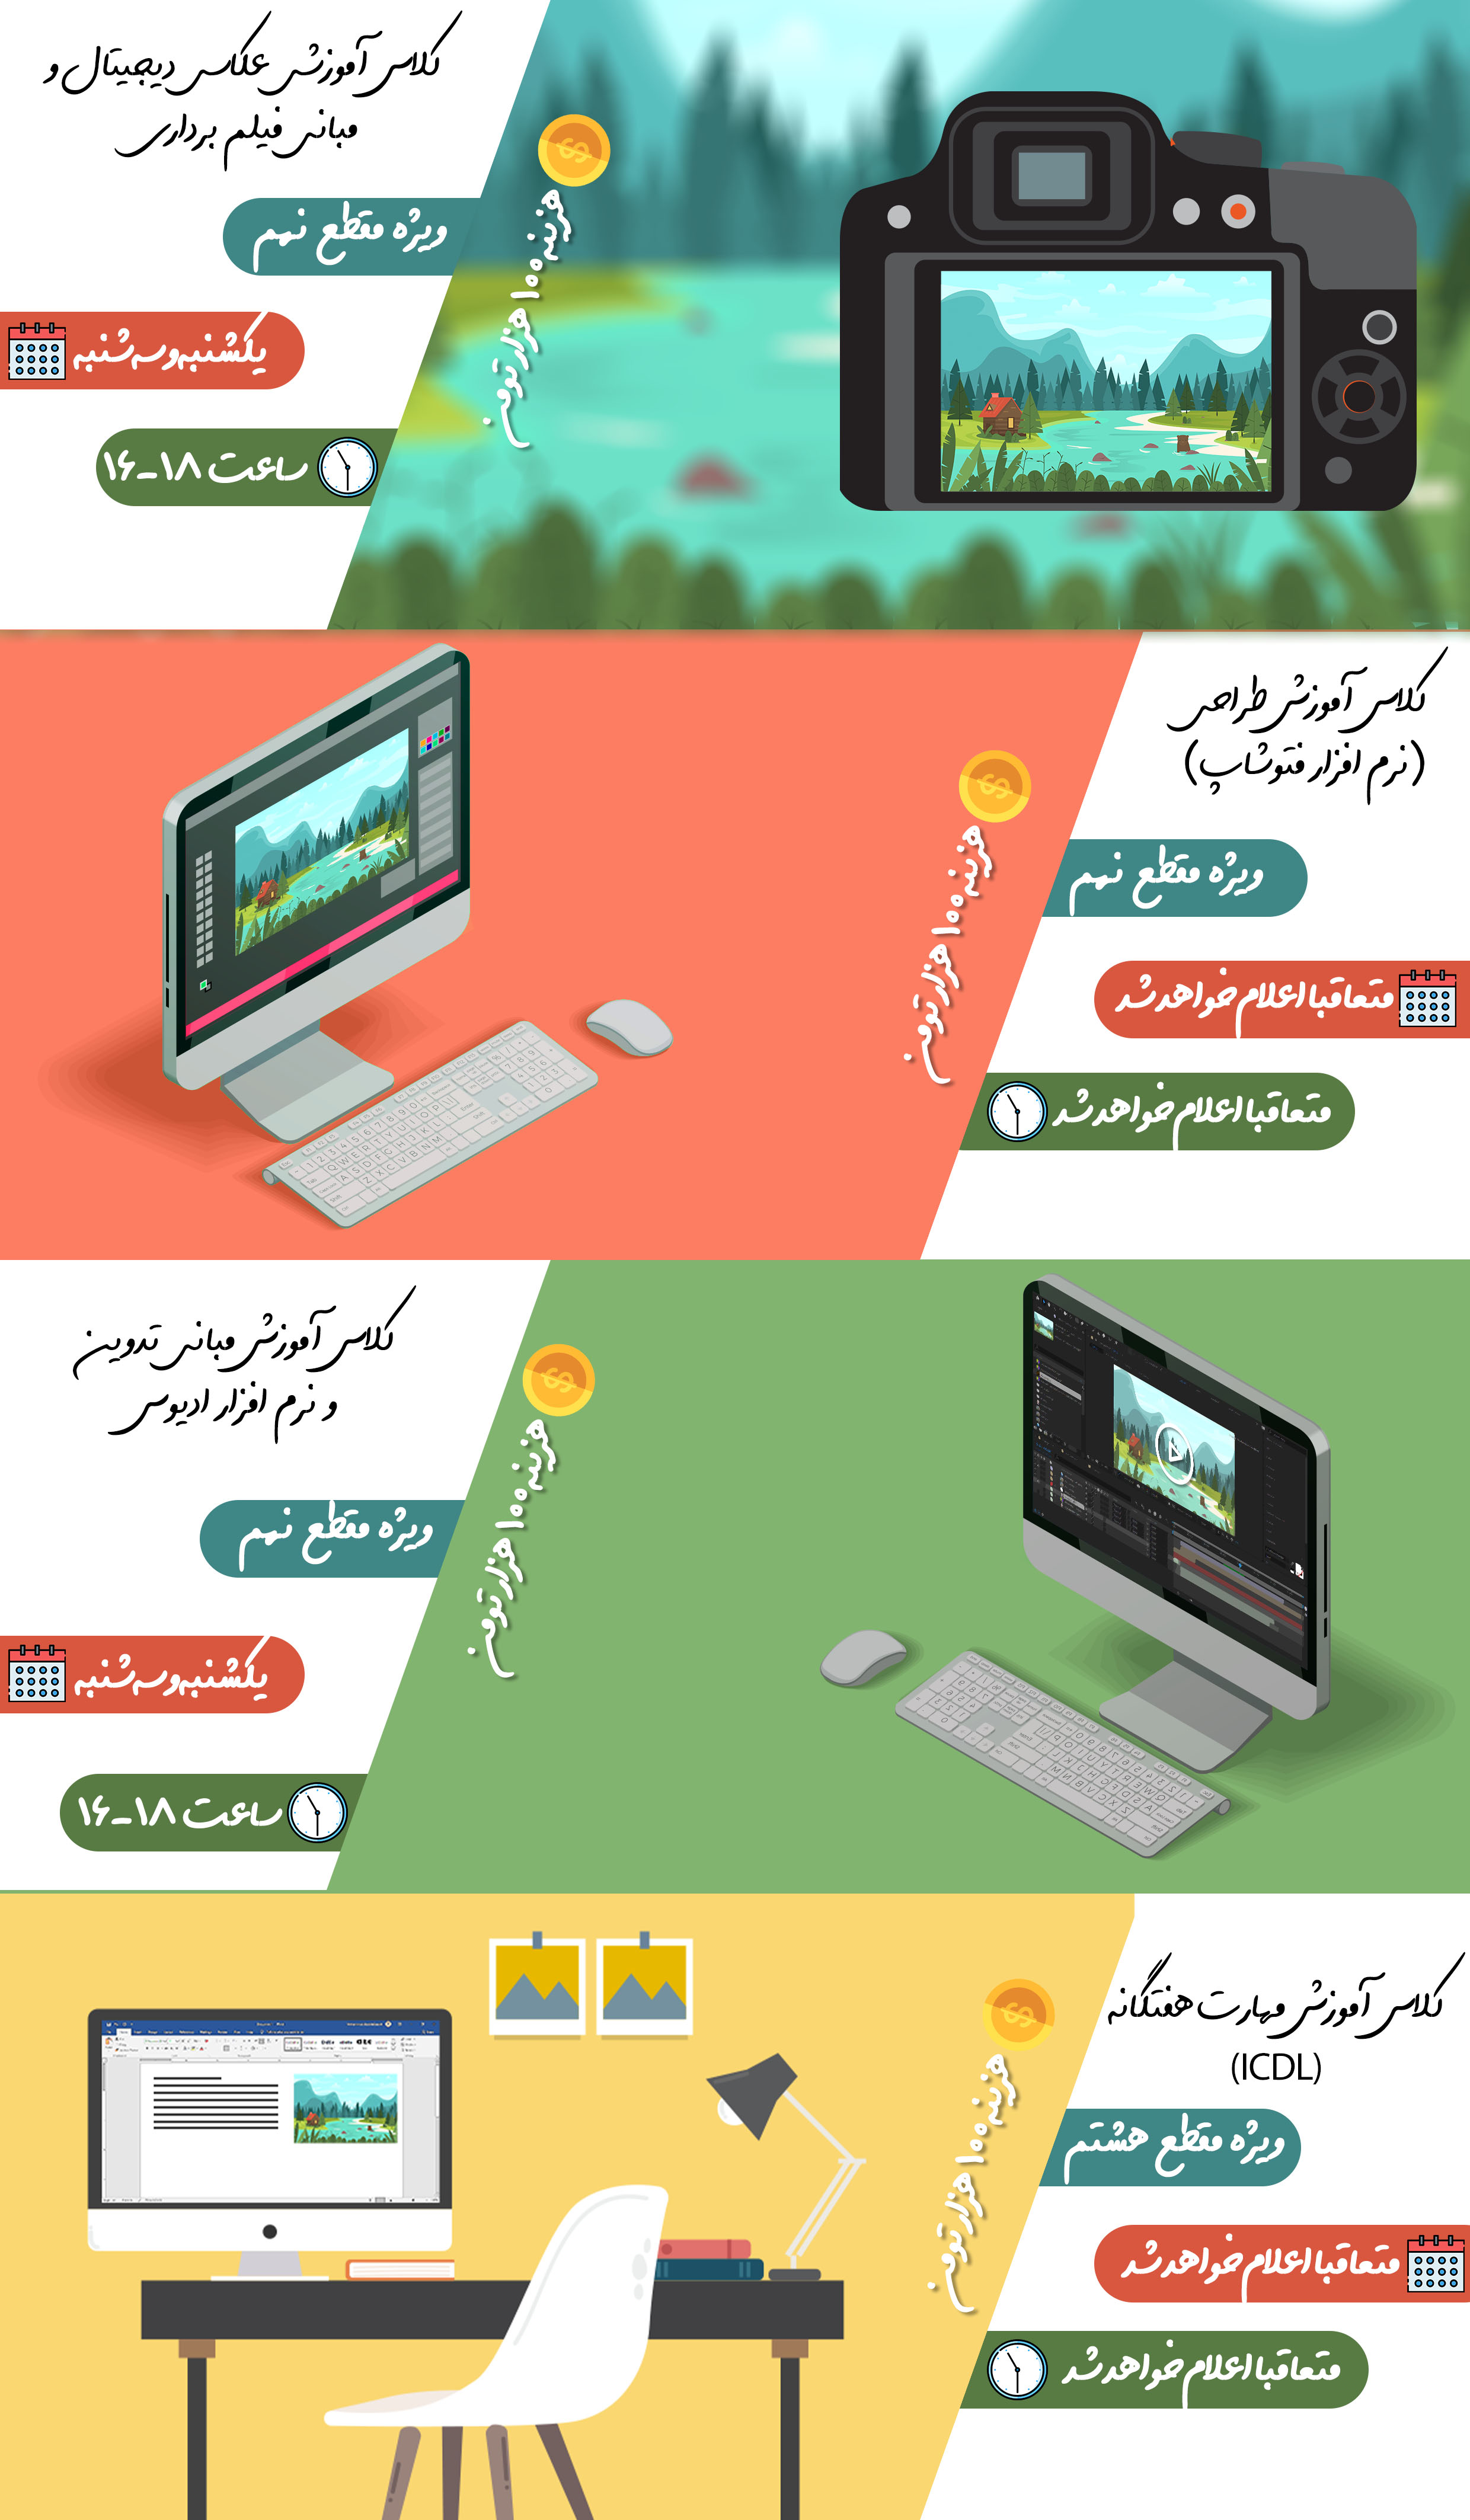 کلاس آموزش عکاسی دیجیتال و
مبانی فیلم برداری
ویژه مقطع نهم
یکشنبه و سه شنبه
ساعت ۱۸-۱۶
هزینه ۱۰۰ هزار تومن
کلاس آموزش طراحی
(نرم افزار فتوشاپ)
ویژه مقطع نهم
متعاقبا اعلام خواهد شد
متعاقبا اعلام خواهد شد
هزینه ۱۰۰ هزار تومن
کلاس آموزش مبانی تدوین
و نرم افزار ادیوس
ویژه مقطع نهم
یکشنبه و سه شنبه
ساعت ۱۸-۱۶
هزینه ۱۰۰ هزار تومن
کلاس آموزش مهارت هفتگانه
(ICDL)
ویژه مقطع هشتم
متعاقبا اعلام خواهد شد
متعاقبا اعلام خواهد شد
هزینه ۱۰۰ هزار تومن